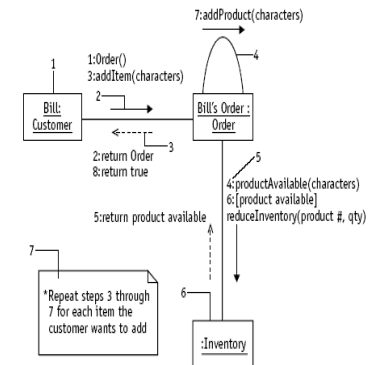 7:addProduct(characters)
4
1
1:Order()
3:addItem(characters)
2
Bill:
Customer
Bill's Order :
Order
3
2:return Order
8:return true
5
4:productAvailable(characters)
6:[product available]
reduceInventory(product #, qty)
5:return product available
7
*Repeat steps 3 through
7 for each item the
customer wants to add
6
:Inventory